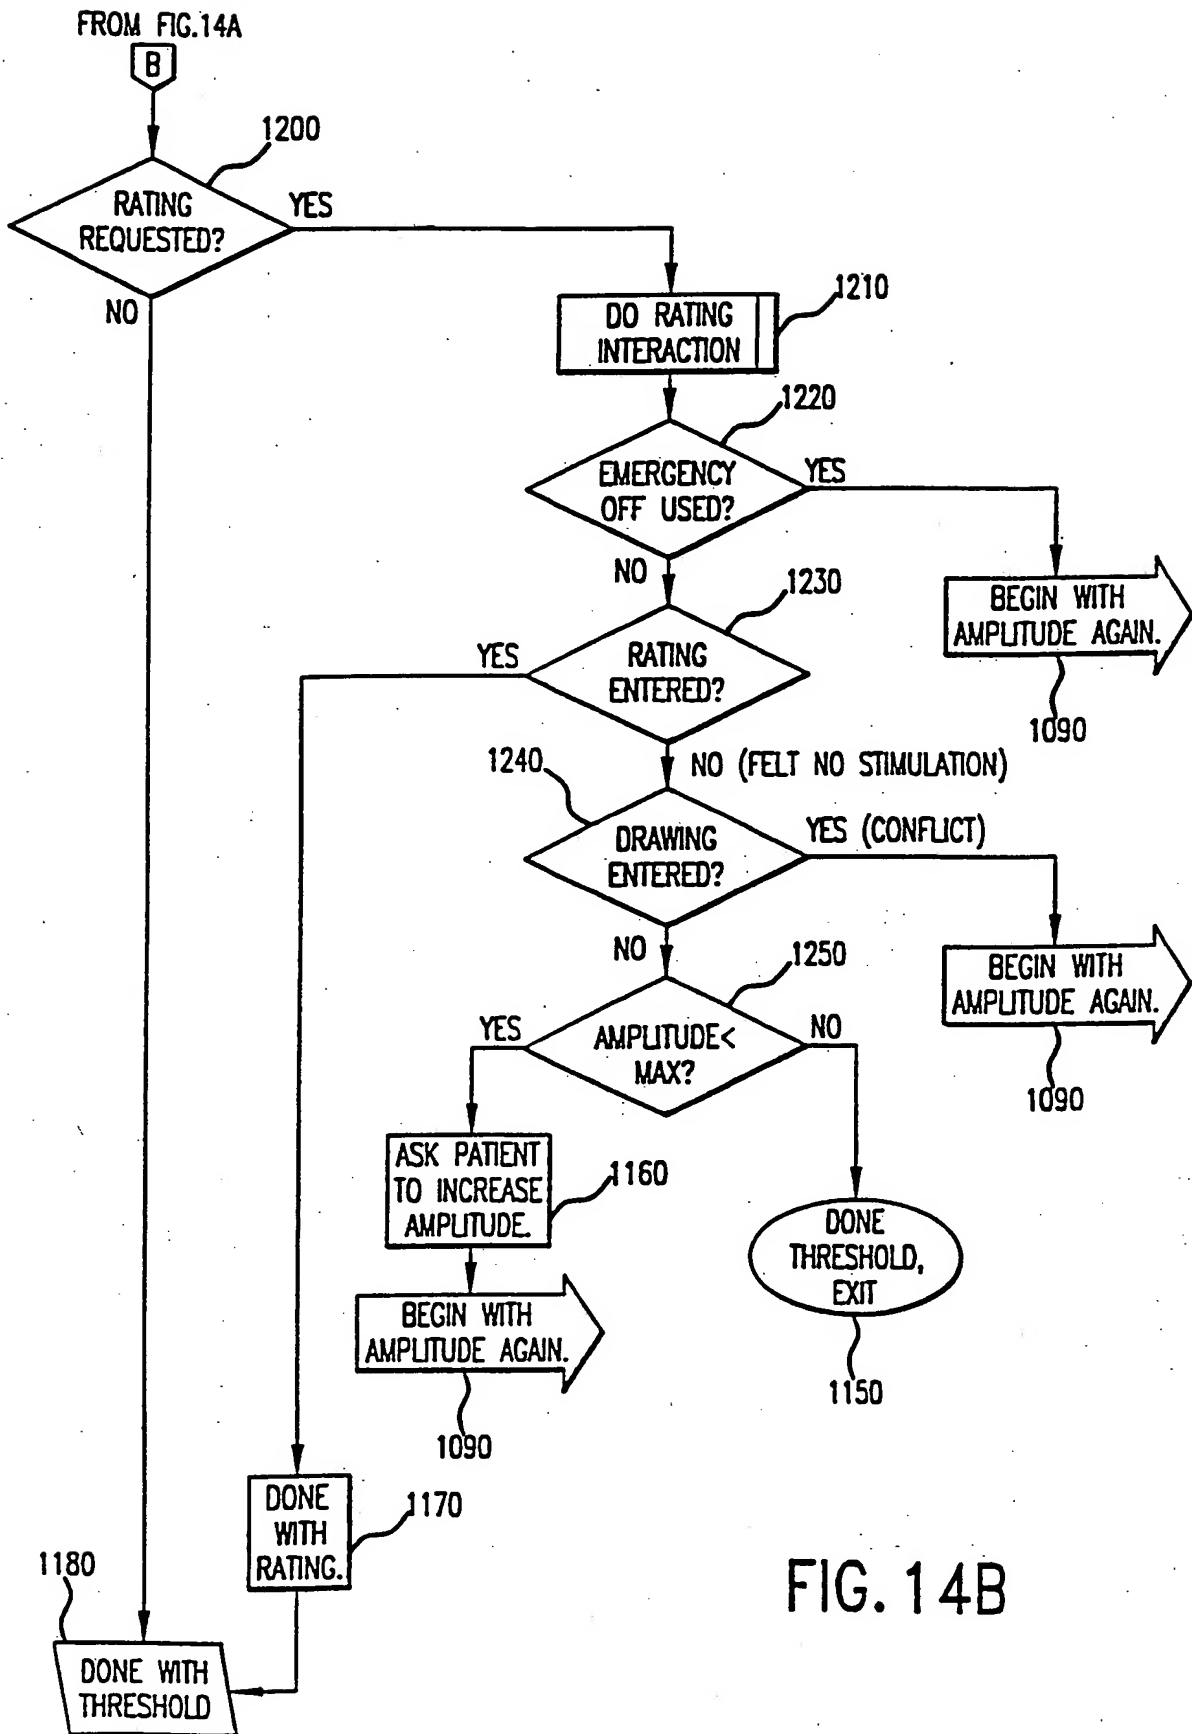 FROM FIG.14A
B
1200
RATING
REQUESTED?
YES
NO
1210
DO RATING
INTERACTION
1220
EMERGENCY
OFF USED?
YES
NO
BEGIN WITH
AMPLITUDE AGAIN.
1090
1230
RATING
ENTERED?
YES
NO (FELT NO STIMULATION)
1240
DRAWING
ENTERED?
YES (CONFLICT)
NO
BEGIN WITH
AMPLITUDE AGAIN.
1090
1250
AMPLITUDE<
MAX?
YES
NO
ASK PATIENT
TO INCREASE
AMPLITUDE.
1160
BEGIN WITH
AMPLITUDE AGAIN.
1090
DONE
THRESHOLD,
EXIT
1150
DONE
WITH
RATING.
1170
1180
DONE WITH
THRESHOLD
FIG. 14B